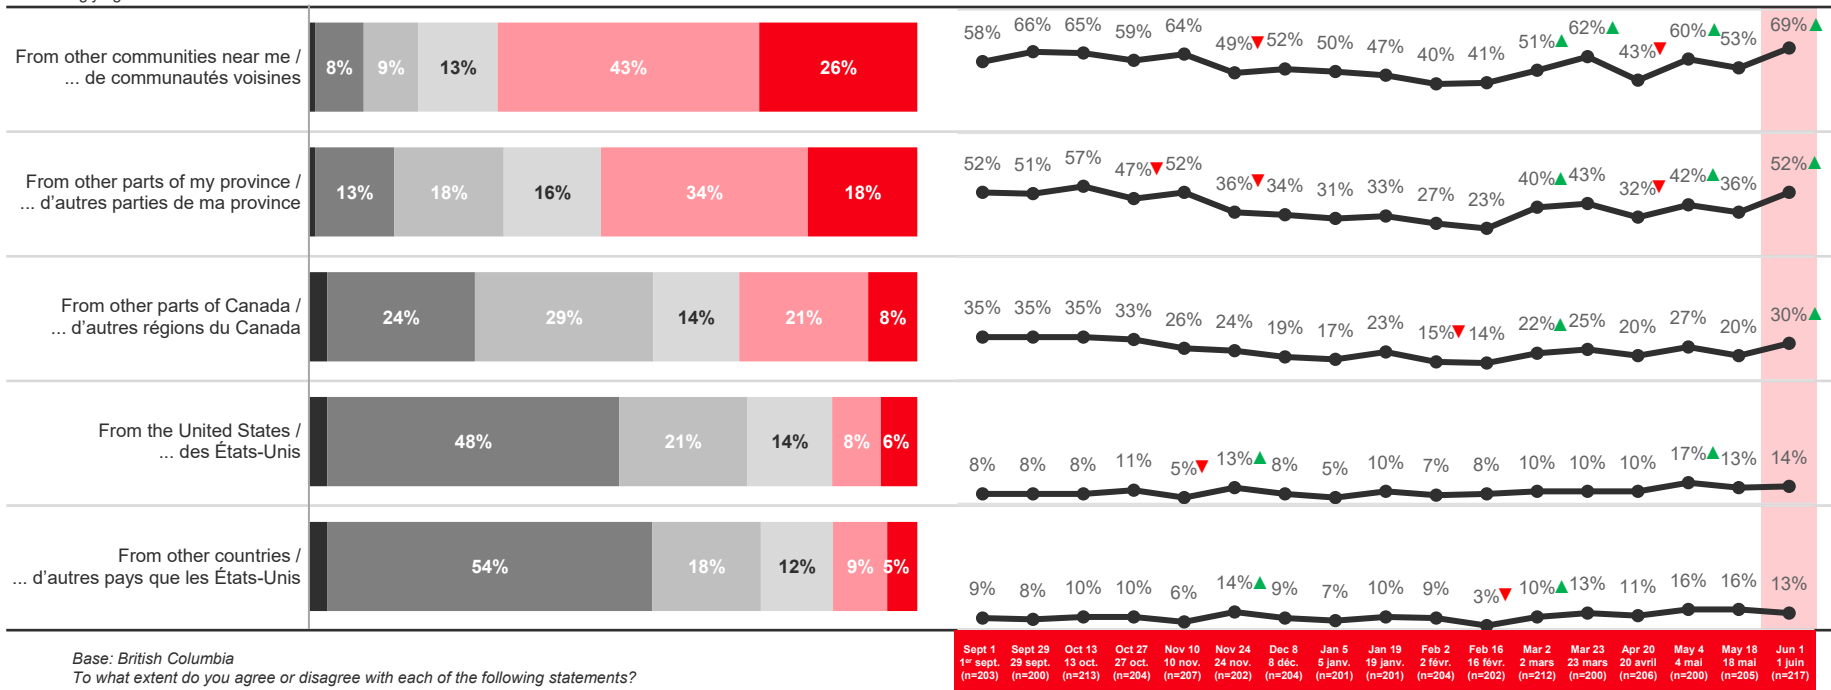 From other communities near me /
... de communautés voisines
8% 9% 13% 43% 26%
58% 66% 65% 59% 64% 49% 52% 50% 47% 40% 41% 51% 62% 43% 60% 53% 69%
From other parts of my province /
... d'autres parties de ma province
13% 18% 16% 34% 18%
52% 51% 57% 47% 52% 36% 34% 31% 33% 27% 23% 40% 43% 32% 42% 36% 52%
From other parts of Canada /
... d'autres régions du Canada
24% 29% 14% 21% 8%
35% 35% 35% 33% 26% 24% 19% 17% 23% 15% 14% 22% 25% 20% 27% 20% 30%
From the United States /
... des États-Unis
48% 21% 14% 8% 6%
8% 8% 8% 11% 5% 13% 8% 5% 10% 7% 8% 10% 10% 10% 17% 13% 14%
From other countries /
... d'autres pays que les États-Unis
54% 18% 12% 9% 5%
9% 8% 10% 10% 6% 14% 9% 7% 10% 9% 3% 10% 13% 11% 16% 16% 13%
Sept 1 Sept 29 Oct 13 Oct 27 Nov 10 Nov 24 Dec 8 Jan 5 Jan 19 Feb 2 Feb 16 Mar 2 Mar 23 Apr 20 May 4 May 18 Jun 1
1er sept. 29 sept. 13 oct. 27 oct. 10 nov. 24 nov. 8 déc. 5 janv. 19 janv. 2 févr. 16 févr. 2 mars 23 mars 20 avril 4 mai 18 mai 1 juin
(n=203) (n=200) (n=213) (n=204) (n=207) (n=202) (n=204) (n=201) (n=201) (n=204) (n=202) (n=212) (n=200) (n=206) (n=200) (n=205) (n=217)
Base: British Columbia
To what extent do you agree or disagree with each of the following statements?